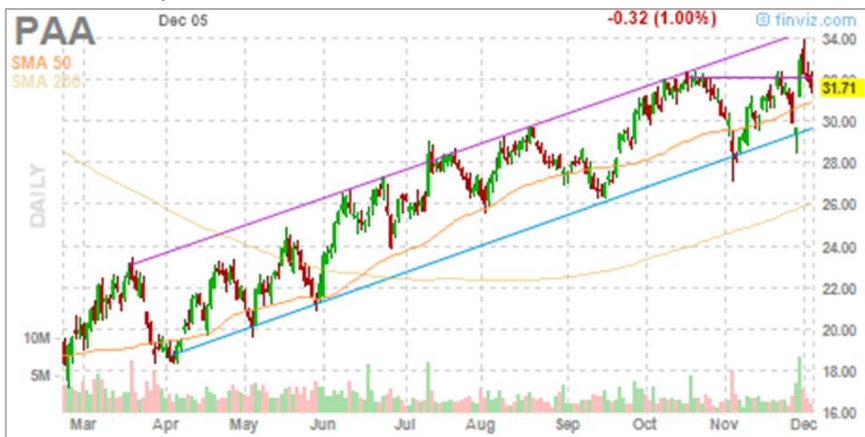 PAA
Dec 05
-0.32 (1.00%)
© finviz.com
SMA 50
SMA 200
DAILY
34.00
31.71
30.00
28.00
26.00
24.00
22.00
20.00
18.00
16.00
10M
5M
Mar Apr May Jun Jul Aug Sep Oct Nov Dec